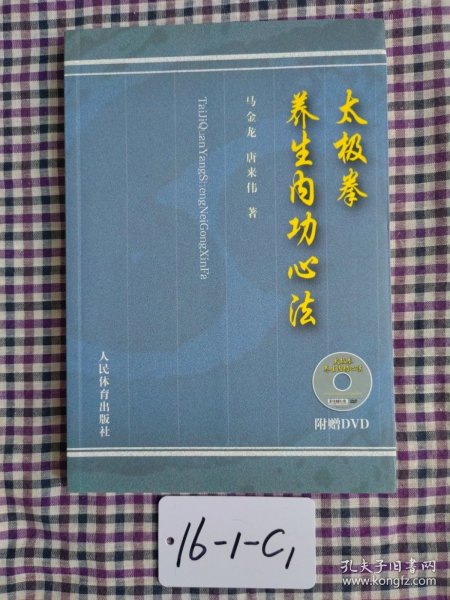 太极拳
养生内功心法
马金龙 唐来伟 著
TaiJiQuanYangShengNeiGongXinFa
人民体育出版社
附赠DVD
16-1-C1
孔夫子旧书网
www.kongfz.com